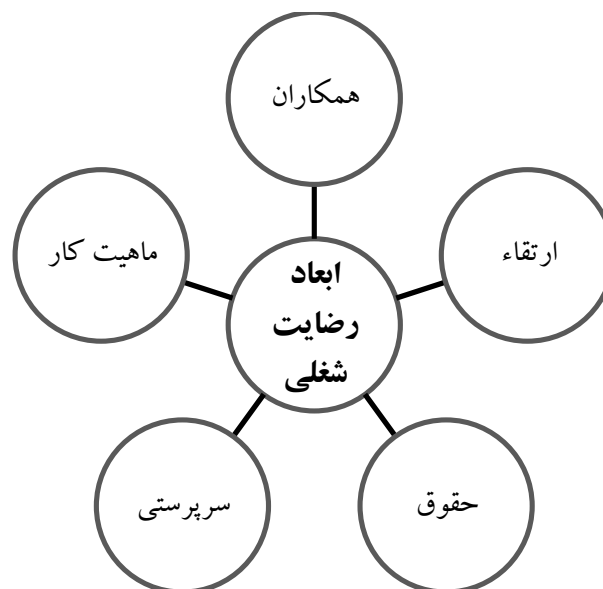 همکاران
ارتقاء
ماهیت کار
ابعاد
رضایت
شغلی
حقوق
سرپرستی